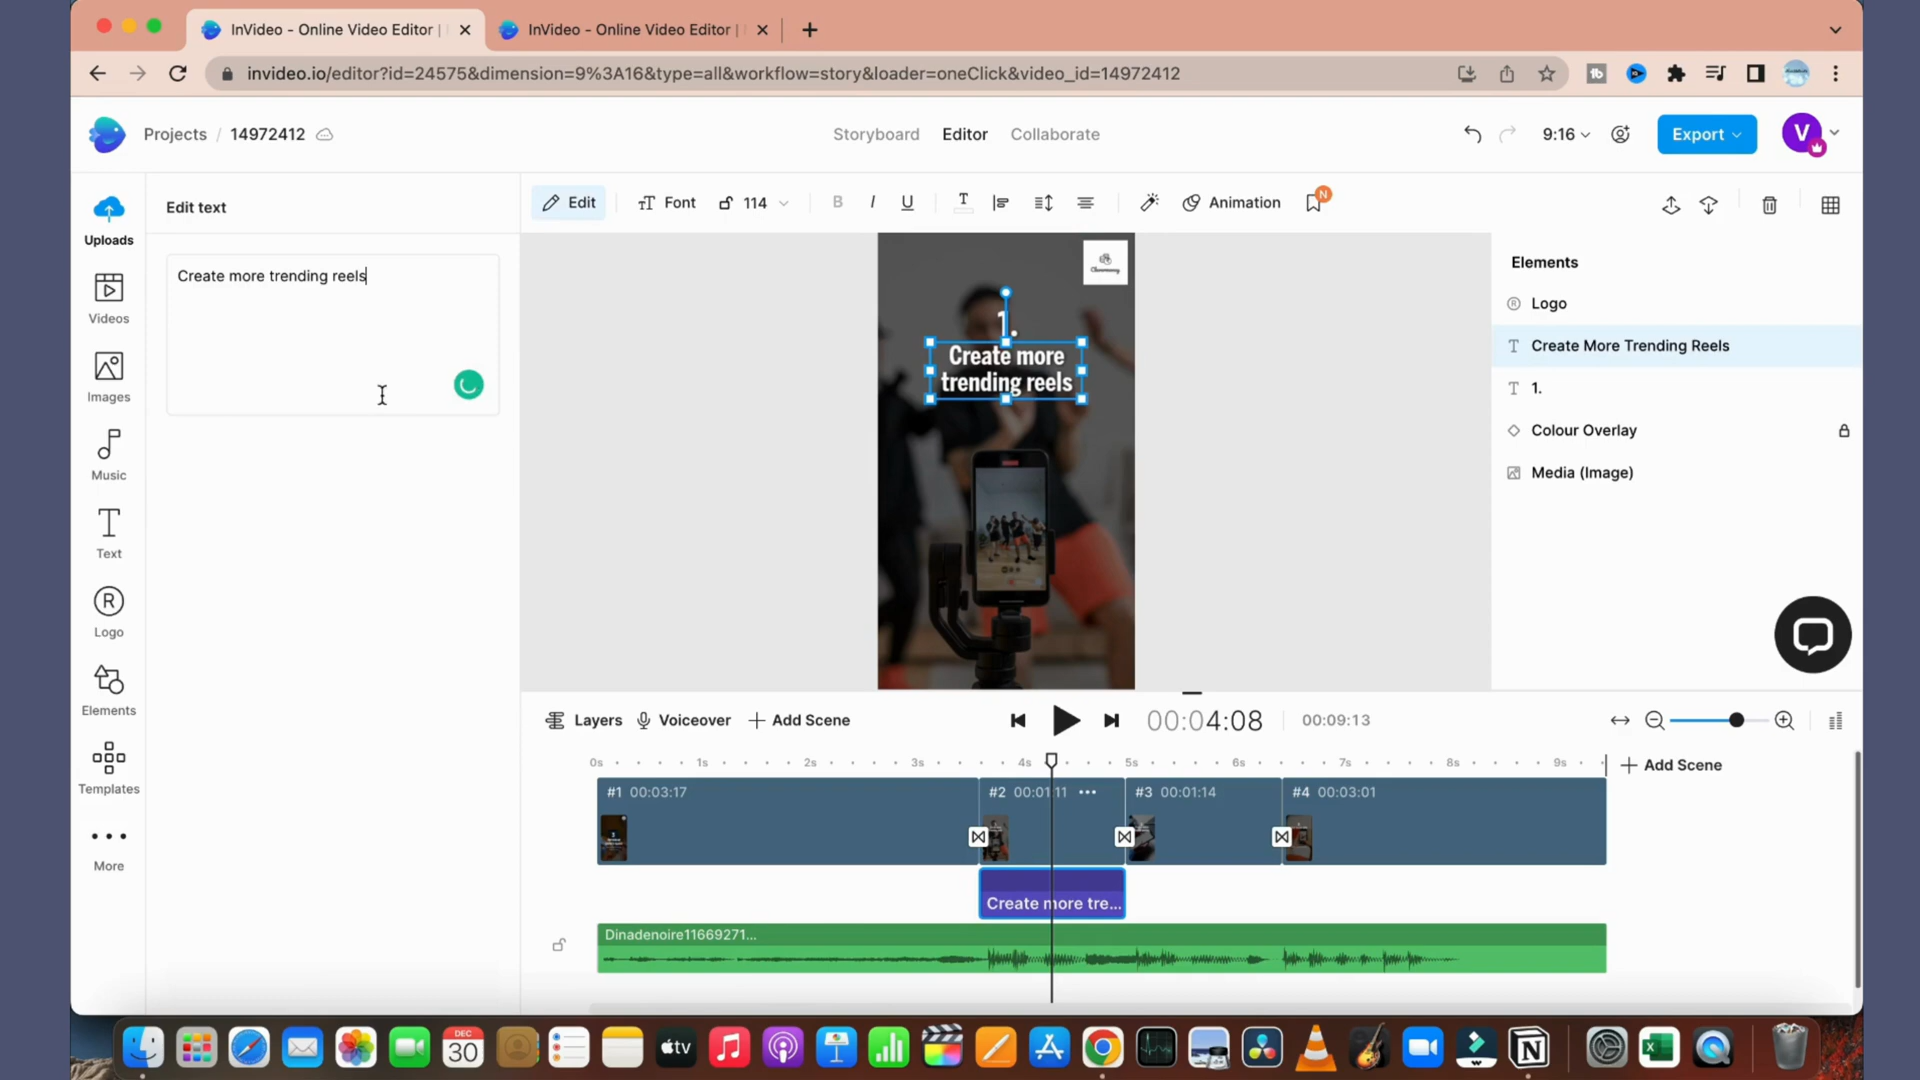 InVideo - Online Video Editor |
InVideo - Online Video Editor |
invideo.io/editor?id=24575&dimension=9%3A16&type=all&workflow=story&loader=oneClick&video_id=14972412
Projects / 14972412
Storyboard
Editor
Collaborate
9:16
Export
V
Uploads
Videos
Images
Music
Text
Logo
Elements
Templates
More
Edit text
Create more trending reels
Edit
Font
114
B
I
U
Animation
N
1.
Create more
trending reels
Elements
Logo
Create More Trending Reels
1.
Colour Overlay
Media (Image)
Layers
Voiceover
Add Scene
00:04:08
00:09:13
0s
1s
2s
3s
4s
5s
6s
7s
8s
9s
Add Scene
#1 00:03:17
#2 00:01:11
#3 00:01:14
#4 00:03:01
Create more tre...
Dinadenoire11669271...
DEC
30
tv